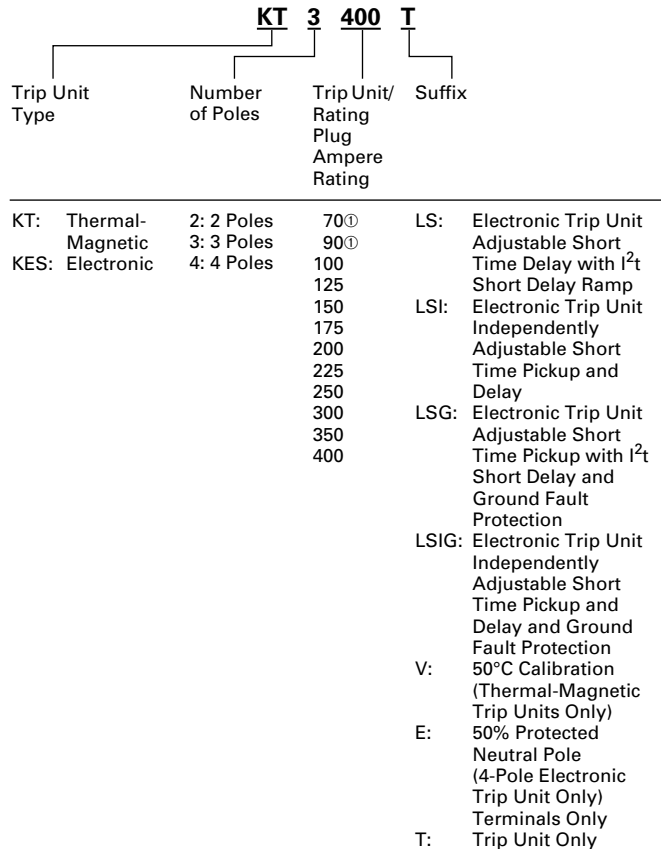 KT 3 400 T
Trip Unit
Type
Number
of Poles
Trip Unit/
Rating
Plug
Ampere
Rating
Suffix
KT: Thermal-
Magnetic
KES: Electronic
2: 2 Poles
3: 3 Poles
4: 4 Poles
70①
90①
100
125
150
175
200
225
250
300
350
400
LS: Electronic Trip Unit
Adjustable Short
Time Delay with I²t
Short Delay Ramp
LSI: Electronic Trip Unit
Independently
Adjustable Short
Time Pickup and
Delay
LSG: Electronic Trip Unit
Adjustable Short
Time Pickup with I²t
Short Delay and
Ground Fault
Protection
LSIG: Electronic Trip Unit
Independently
Adjustable Short
Time Pickup and
Delay and Ground
Fault Protection
V: 50°C Calibration
(Thermal-Magnetic
Trip Units Only)
E: 50% Protected
Neutral Pole
(4-Pole Electronic
Trip Unit Only)
Terminals Only
T: Trip Unit Only